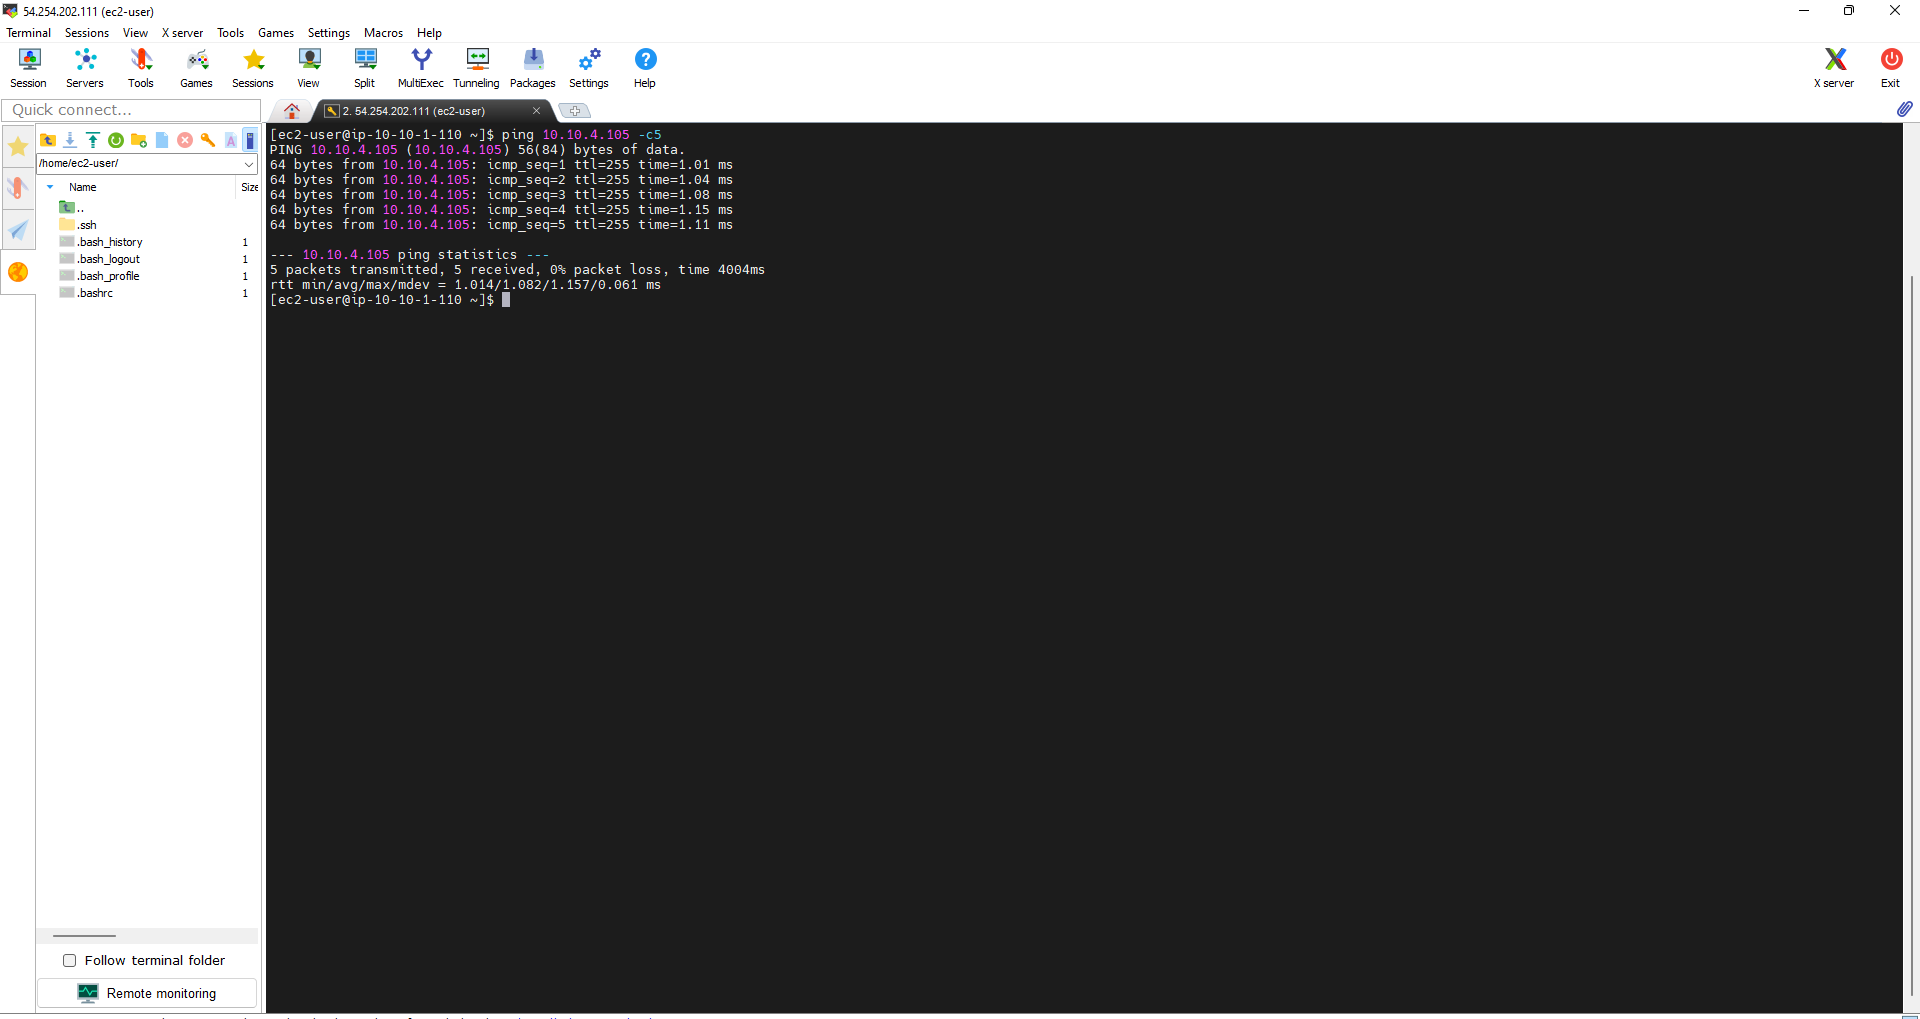 54.254.202.111 (ec2-user)
Terminal Sessions View X server Tools Games Settings Macros Help
Session Servers Tools Games Sessions View Split MultiExec Tunneling Packages Settings Help X server Exit
Quick connect...
2. 54.254.202.111 (ec2-user)
/home/ec2-user/
Name Size
..
.ssh
.bash_history 1
.bash_logout 1
.bash_profile 1
.bashrc 1
[ec2-user@ip-10-10-1-110 ~]$ ping 10.10.4.105 -c5
PING 10.10.4.105 (10.10.4.105) 56(84) bytes of data.
64 bytes from 10.10.4.105: icmp_seq=1 ttl=255 time=1.01 ms
64 bytes from 10.10.4.105: icmp_seq=2 ttl=255 time=1.04 ms
64 bytes from 10.10.4.105: icmp_seq=3 ttl=255 time=1.08 ms
64 bytes from 10.10.4.105: icmp_seq=4 ttl=255 time=1.15 ms
64 bytes from 10.10.4.105: icmp_seq=5 ttl=255 time=1.11 ms
--- 10.10.4.105 ping statistics ---
5 packets transmitted, 5 received, 0% packet loss, time 4004ms
rtt min/avg/max/mdev = 1.014/1.082/1.157/0.061 ms
[ec2-user@ip-10-10-1-110 ~]$
Follow terminal folder
Remote monitoring